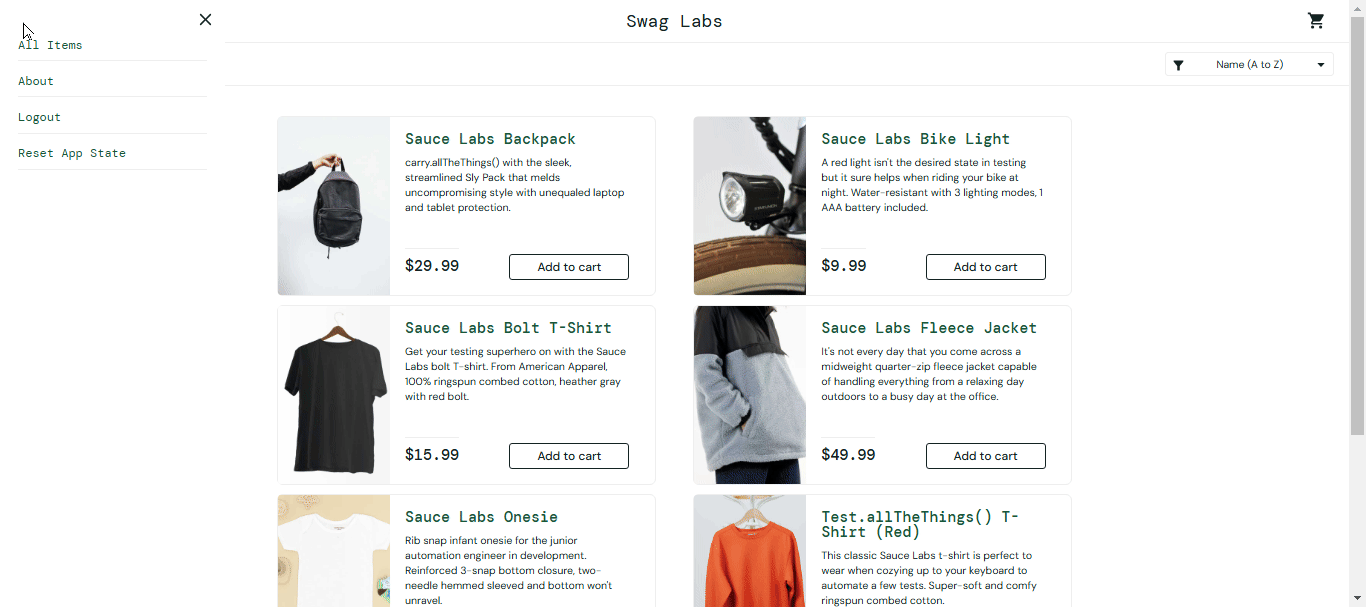 All Items
About
Logout
Reset App State
Swag Labs
Name (A to Z)
Sauce Labs Backpack
carry.allTheThings() with the sleek,
streamlined Sly Pack that melds
uncompromising style with unequaled laptop
and tablet protection.
$29.99
Add to cart
Sauce Labs Bike Light
A red light isn't the desired state in testing
but it sure helps when riding your bike at
night. Water-resistant with 3 lighting modes, 1
AAA battery included.
$9.99
Add to cart
Sauce Labs Bolt T-Shirt
Get your testing superhero on with the Sauce
Labs bolt T-shirt. From American Apparel,
100% ringspun combed cotton, heather gray
with red bolt.
$15.99
Add to cart
Sauce Labs Fleece Jacket
It's not every day that you come across a
midweight quarter-zip fleece jacket capable
of handling everything from a relaxing day
outdoors to a busy day at the office.
$49.99
Add to cart
Sauce Labs Onesie
Rib snap infant onesie for the junior
automation engineer in development.
Reinforced 3-snap bottom closure, two-
needle hemmed sleeved and bottom won't
unravel.
Test.allTheThings() T-
Shirt (Red)
This classic Sauce Labs t-shirt is perfect to
wear when cozying up to your keyboard to
automate a few tests. Super-soft and comfy
ringspun combed cotton.